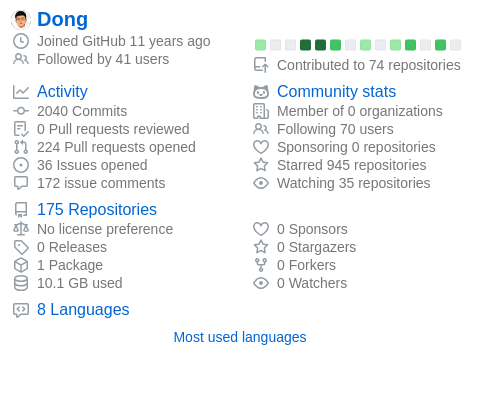 Dong
Joined GitHub 11 years ago
Followed by 41 users
Contributed to 74 repositories
Activity
2040 Commits
0 Pull requests reviewed
224 Pull requests opened
36 Issues opened
172 issue comments
Community stats
Member of 0 organizations
Following 70 users
Sponsoring 0 repositories
Starred 945 repositories
Watching 35 repositories
175 Repositories
No license preference
0 Releases
1 Package
10.1 GB used
0 Sponsors
0 Stargazers
0 Forkers
0 Watchers
8 Languages
Most used languages